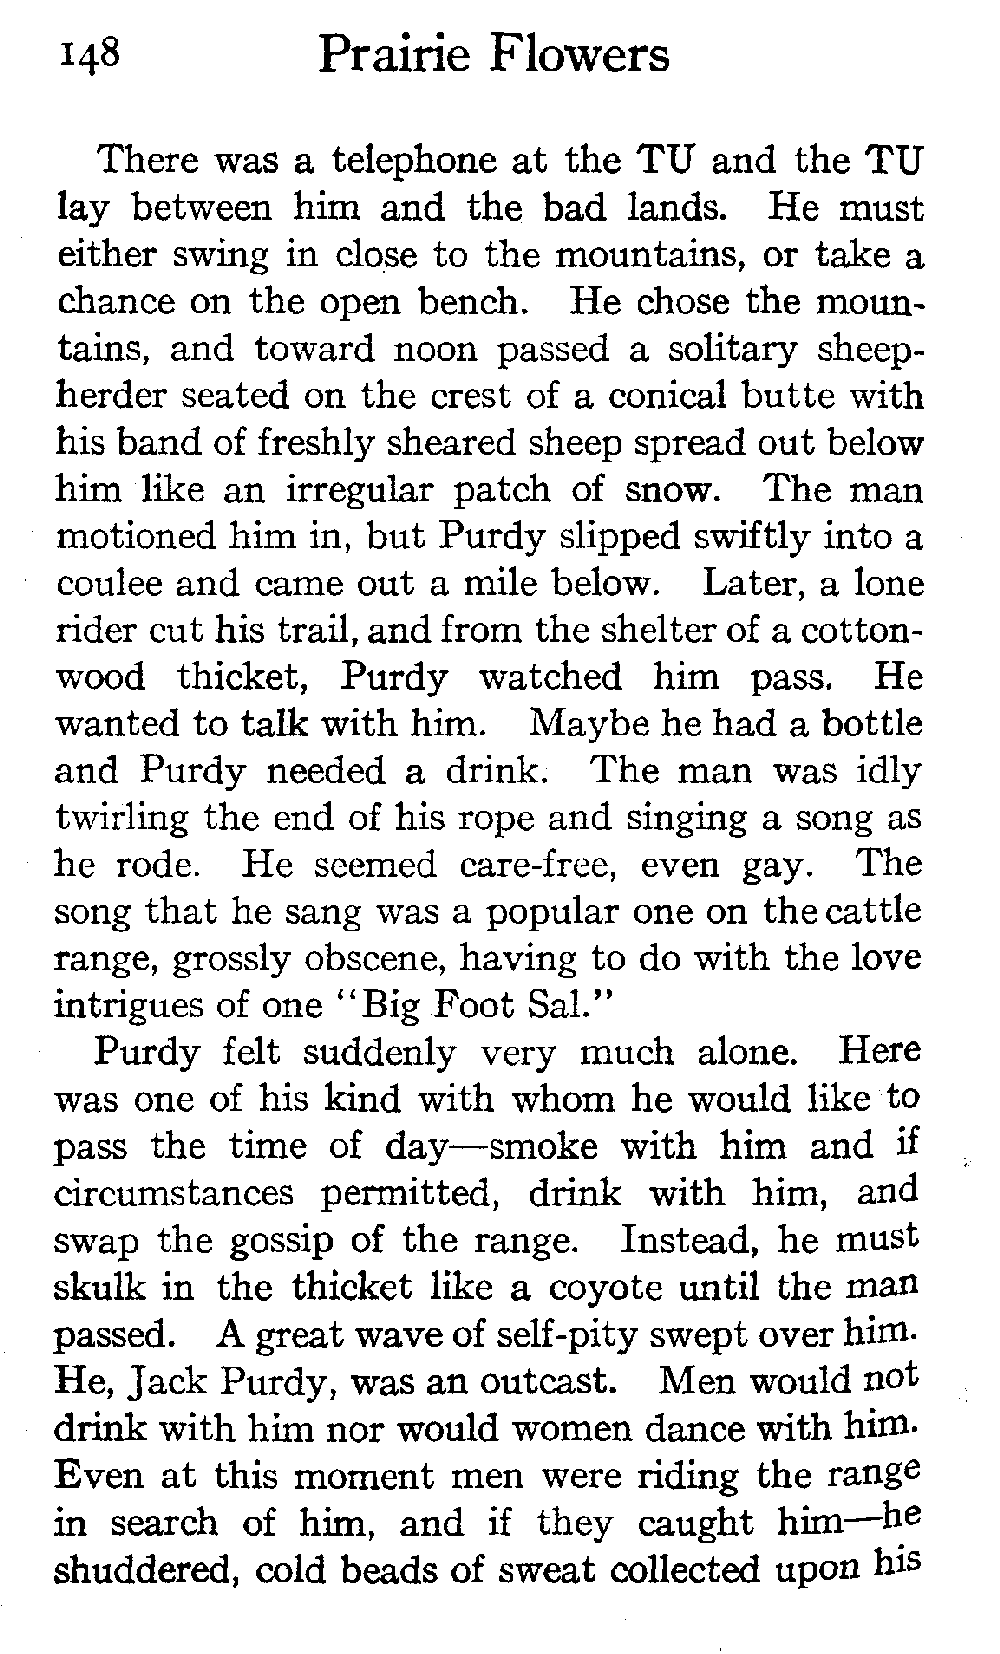 148 Prairie Flowers
There was a telephone at the TU and the TU
lay between him and the bad lands. He must
either swing in close to the mountains, or take a
chance on the open bench. He chose the moun-
tains, and toward noon passed a solitary sheep-
herder seated on the crest of a conical butte with
his band of freshly sheared sheep spread out below
him like an irregular patch of snow. The man
motioned him in, but Purdy slipped swiftly into a
coulee and came out a mile below. Later, a lone
rider cut his trail, and from the shelter of a cotton-
wood thicket, Purdy watched him pass. He
wanted to talk with him. Maybe he had a bottle
and Purdy needed a drink. The man was idly
twirling the end of his rope and singing a song as
he rode. He seemed care-free, even gay. The
song that he sang was a popular one on the cattle
range, grossly obscene, having to do with the love
intrigues of one "Big Foot Sal."
Purdy felt suddenly very much alone. Here
was one of his kind with whom he would like to
pass the time of day—smoke with him and if
circumstances permitted, drink with him, and
swap the gossip of the range. Instead, he must
skulk in the thicket like a coyote until the man
passed. A great wave of self-pity swept over him.
He, Jack Purdy, was an outcast. Men would not
drink with him nor would women dance with him.
Even at this moment men were riding the range
in search of him, and if they caught him—he
shuddered, cold beads of sweat collected upon his